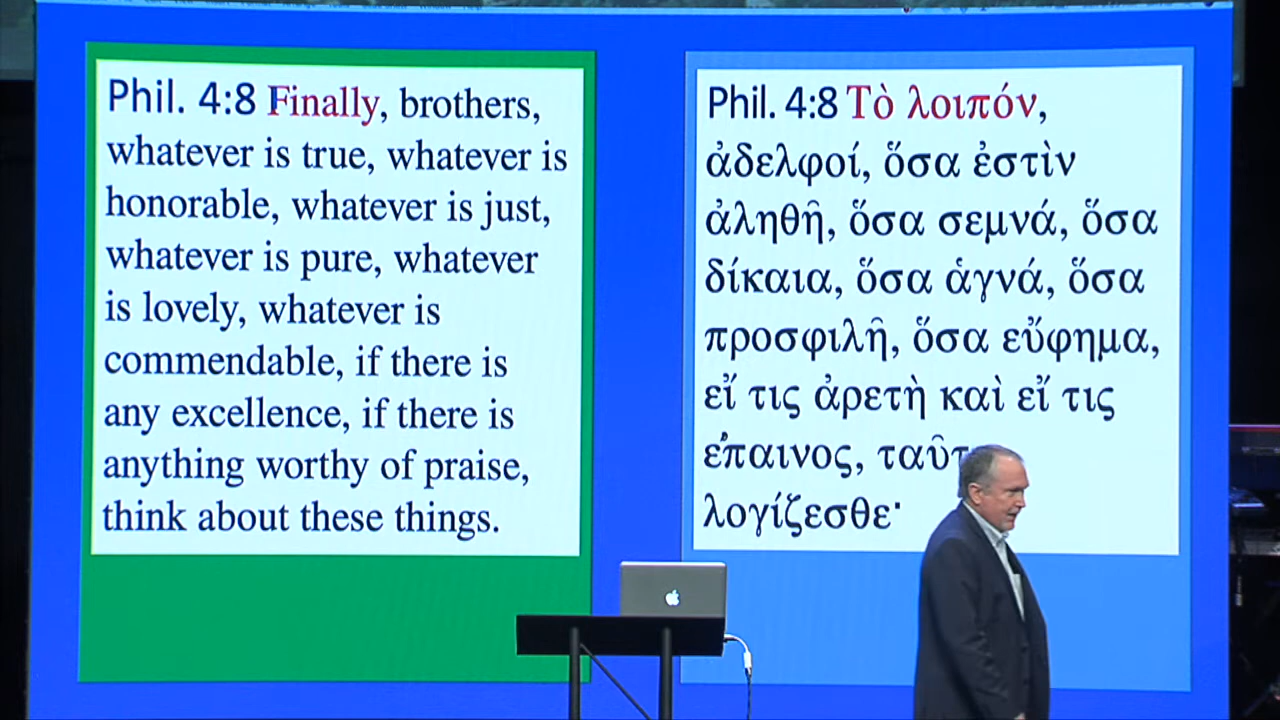 Phil. 4:8 Finally, brothers,
whatever is true, whatever is
honorable, whatever is just,
whatever is pure, whatever
is lovely, whatever is
commendable, if there is
any excellence, if there is
anything worthy of praise,
think about these things.
Phil. 4:8 Τὸ λοιπόν,
ἀδελφοί, ὅσα ἐστὶν
ἀληθῆ, ὅσα σεμνά, ὅσα
δίκαια, ὅσα ἁγνά, ὅσα
προσφιλῆ, ὅσα εὔφημα,
εἴ τις ἀρετὴ καὶ εἴ τις
ἔπαινος,
λογίζεσθε·